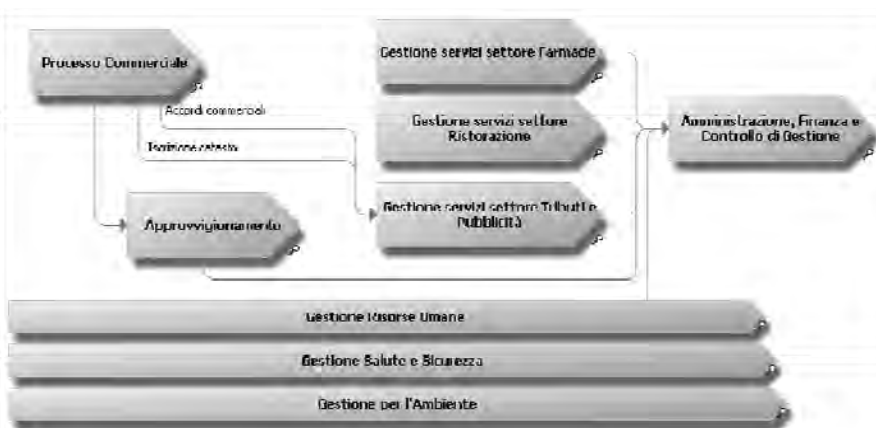 Processo Commerciale
Gestione servizi settore Farmacie
Accordi commerciali
Gestione servizi settore
Ristorazione
Amministrazione, Finanza e
Controllo di Gestione
Iscrizione catasto
Gestione servizi settore Tributi e
Pubblicità
Approvvigionamento
Gestione Risorse Umane
Gestione Salute e Sicurezza
Gestione per l'Ambiente